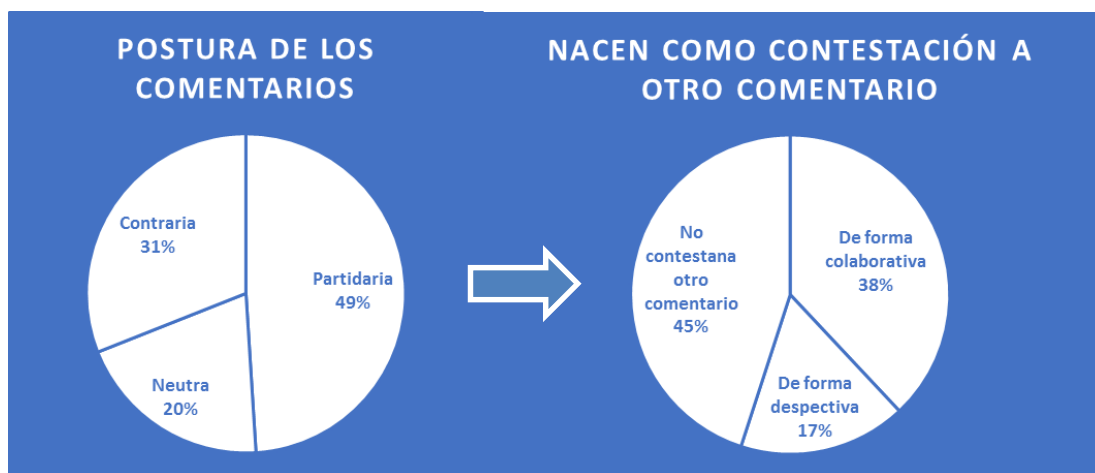 POSTURA DE LOS
COMENTARIOS
Contraria
31%
Partidaria
49%
Neutra
20%
NACEN COMO CONTESTACIÓN A
OTRO COMENTARIO
No
contestana
otro
comentario
45%
De forma
colaborativa
38%
De forma
despectiva
17%